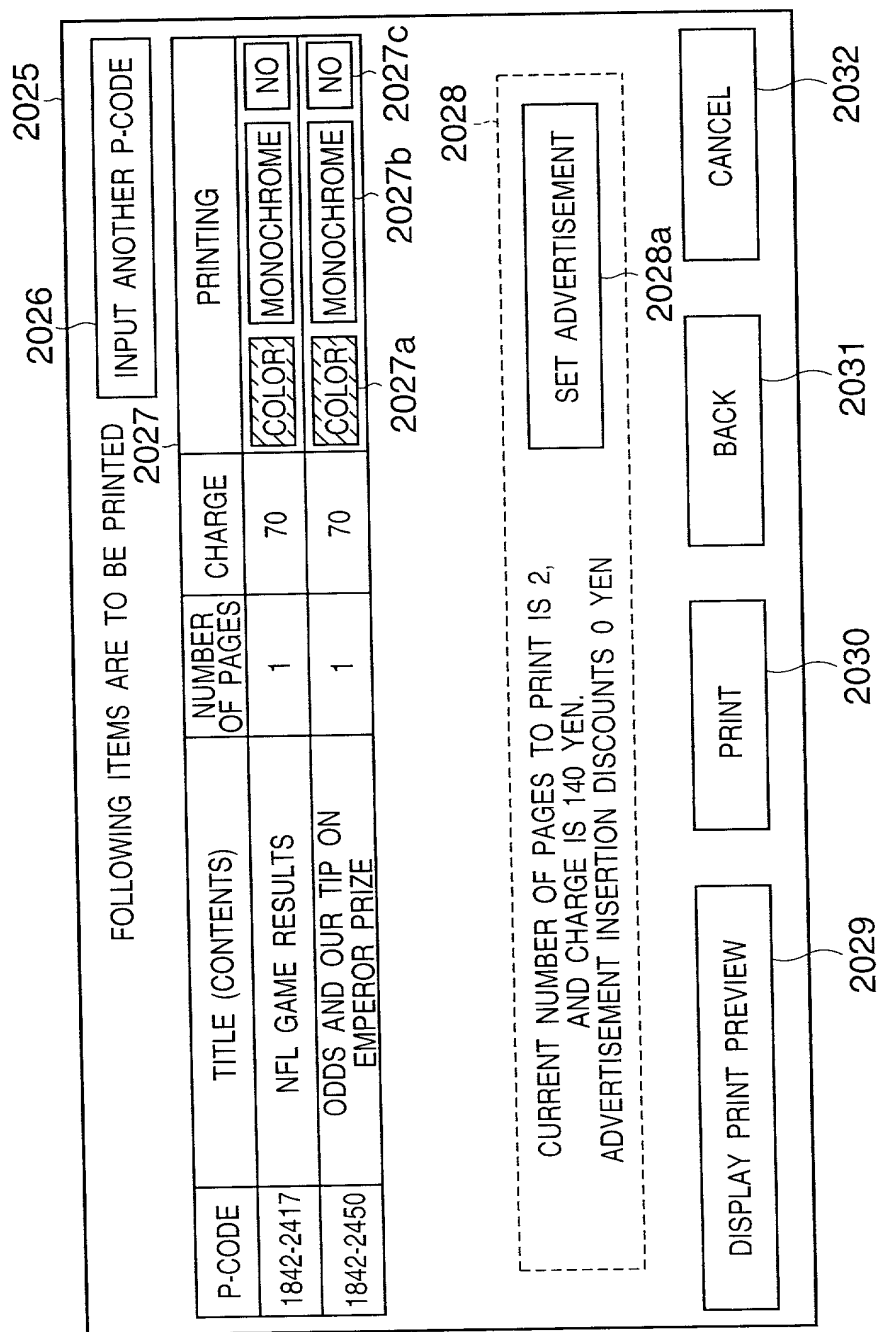 2025
FOLLOWING ITEMS ARE TO BE PRINTED
2026
INPUT ANOTHER P-CODE
2027
P-CODE TITLE (CONTENTS) NUMBER OF PAGES CHARGE PRINTING
1842-2417 NFL GAME RESULTS 1 70 COLOR MONOCHROME NO
1842-2450 ODDS AND OUR TIP ON EMPEROR PRIZE 1 70 COLOR MONOCHROME NO
2027a 2027b 2027c
2028
CURRENT NUMBER OF PAGES TO PRINT IS 2,
AND CHARGE IS 140 YEN.
ADVERTISEMENT INSERTION DISCOUNTS 0 YEN
SET ADVERTISEMENT
2028a
DISPLAY PRINT PREVIEW PRINT BACK CANCEL
2029 2030 2031 2032